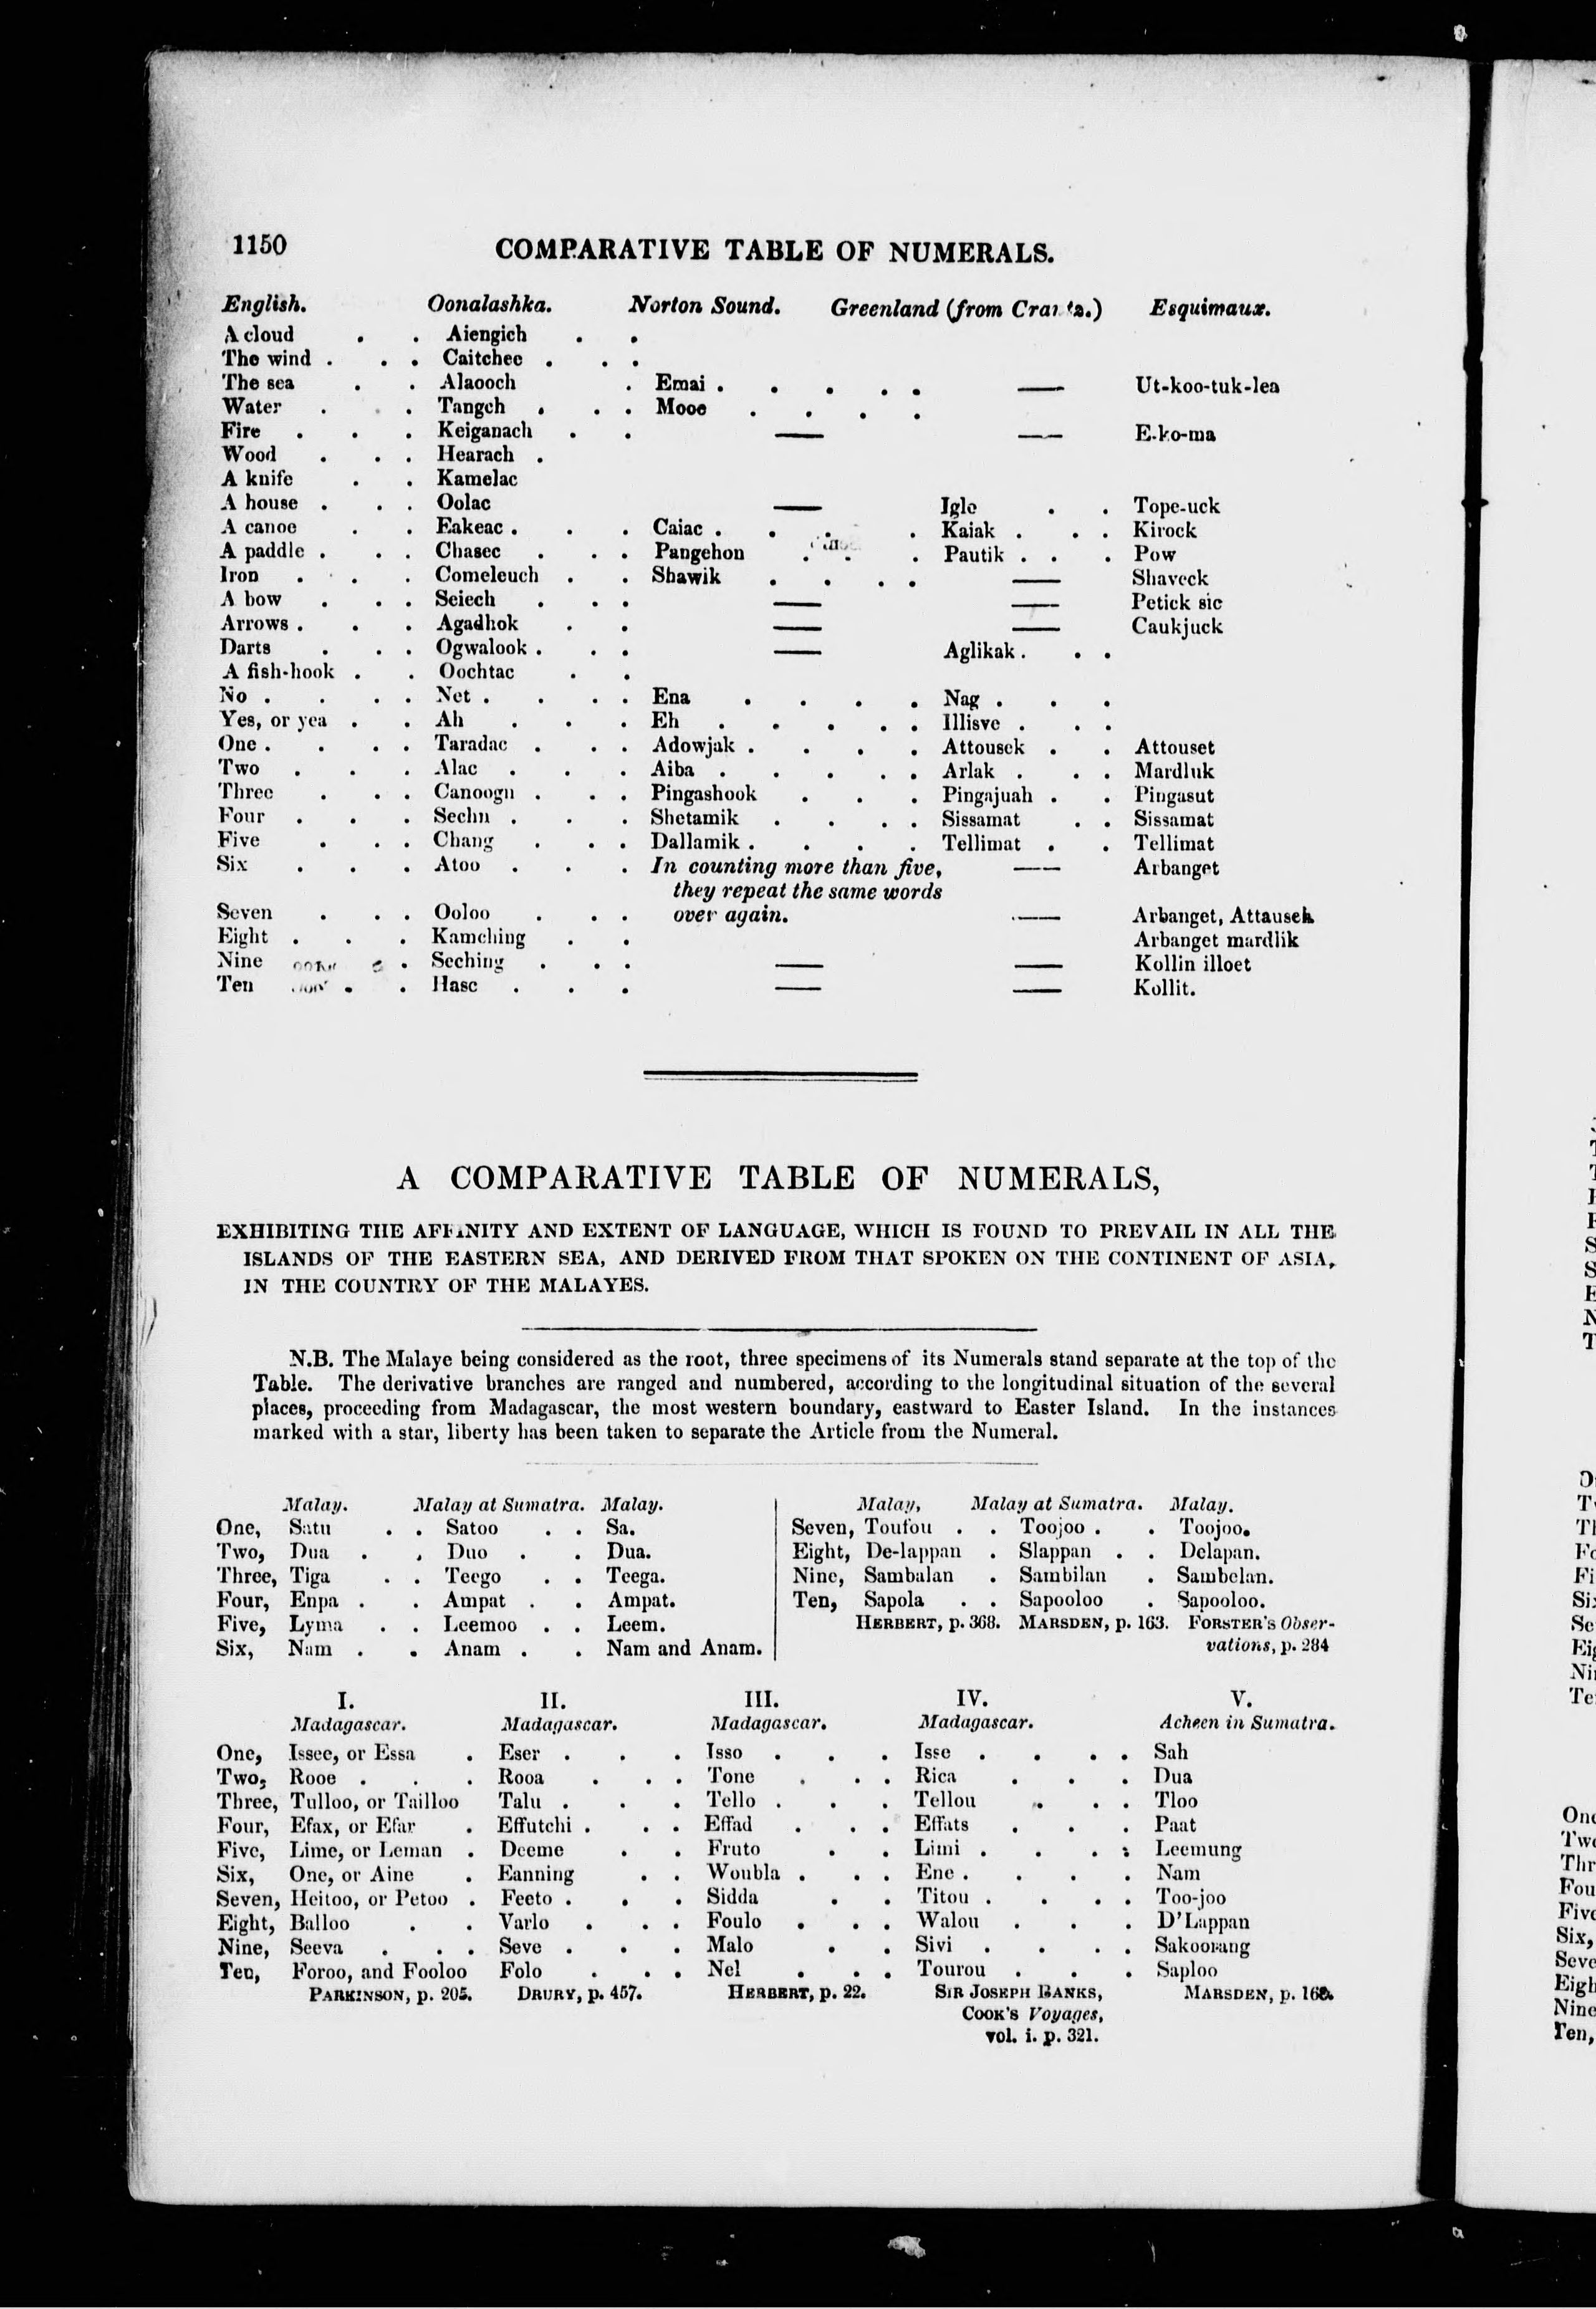 1150 COMPARATIVE TABLE OF NUMERALS.
English. Oonalashka. Norton Sound. Greenland (from Cra Esquimaux.
A cloud . . Aiengich . .
The wind . . . Caitchec . . .
The sea . . Alaooch . Emai . . . . . — Ut-koo-tuk-lea
Water . . . Tangch . . . Mooe . . . .
Fire . . . Keiganach . . — — E-ko-ma
Wood . . . Hearach .
A knife . . Kamelac
A house . . . Oolac — Iglo . . Tope-uck
A canoe . . Eakeac . . . Caiac . . . . Kaiak . . . Kirock
A paddle . . . Chasec . . . Pangehon . . . Pautik . . . Pow
Iron . . . Comeleuch . . Shawik . . . . — Shaveck
A bow . . . Seiech . . . — — Petick sic
Arrows . . . Agadhok . . — — Caukjuck
Darts . . . Ogwalook . . . — Aglikak . . .
A fish-hook . . Oochtac . .
No . . . . Net . . . . Ena . . . . Nag . . .
Yes, or yea . . Ah . . . Eh . . . . . Illisve . . .
One . . . . Taradac . . . Adowjak . . . . Attousek . . Attouset
Two . . . Alac . . . Aiba . . . . . Arlak . . . Mardluk
Three . . . Canoogn . . . Pingashook . . . Pingajuah . . Pingasut
Four . . . Sechn . . . Shetamik . . . . Sissamat . . Sissamat
Five . . . Chang . . . Dallamik . . . . Tellimat . . Tellimat
Six . . . Atoo . . . In counting more than five, — Arbanget
they repeat the same words
Seven . . . Ooloo . . . over again. — Arbanget, Attausek
Eight . . . Kamching . . Arbanget mardlik
Nine . Seching . . . — — Kollin illoet
Ten . . Hasc . . . — — Kollit.
A COMPARATIVE TABLE OF NUMERALS,
EXHIBITING THE AFFINITY AND EXTENT OF LANGUAGE, WHICH IS FOUND TO PREVAIL IN ALL THE
ISLANDS OF THE EASTERN SEA, AND DERIVED FROM THAT SPOKEN ON THE CONTINENT OF ASIA,
IN THE COUNTRY OF THE MALAYES.
N.B. The Malaye being considered as the root, three specimens of its Numerals stand separate at the top of the
Table. The derivative branches are ranged and numbered, according to the longitudinal situation of the several
places, proceeding from Madagascar, the most western boundary, eastward to Easter Island. In the instances
marked with a star, liberty has been taken to separate the Article from the Numeral.
Malay. Malay at Sumatra. Malay. Malay, Malay at Sumatra. Malay.
One, Satu . . Satoo . . Sa. Seven, Toufou . . Toojoo . . Toojoo.
Two, Dua . . Duo . . Dua. Eight, De-lappan . Slappan . . Delapan.
Three, Tiga . . Teego . . Teega. Nine, Sambalan . Sambilan . Sambelan.
Four, Enpa . . Ampat . . Ampat. Ten, Sapola . . Sapooloo . Sapooloo.
Five, Lyma . . Leemoo . . Leem. HERBERT, p. 368. MARSDEN, p. 163. FORSTER'S Obser-
Six, Nam . . Anam . . Nam and Anam. vations, p. 284
I. II. III. IV. V.
Madagascar. Madagascar. Madagascar. Madagascar. Acheen in Sumatra.
One, Issee, or Essa . Eser . . . Isso . . . Isse . . . . Sah
Two, Rooe . . . Rooa . . . Tone . . . Rica . . . Dua
Three, Tulloo, or Tailloo Talu . . . Tello . . . Tellou . . . Tloo
Four, Efax, or Efar . Effutchi . . . Effad . . . Effats . . . Paat
Five, Lime, or Leman . Deeme . . Fruto . . Limi . . . . Leemung
Six, One, or Aine . Eanning . . Woubla . . . Ene . . . . Nam
Seven, Heitoo, or Petoo . Feeto . . . Sidda . . Titou . . . . Too-joo
Eight, Balloo . . Varlo . . . Foulo . . . Walou . . . D'Lappan
Nine, Seeva . . . Seve . . . Malo . . Sivi . . . . Sakoorang
Ten, Foroo, and Fooloo Folo . . . Nel . . . Tourou . . . Saploo
PARKINSON, p. 205. DRURY, p. 457. HERBERT, p. 22. SIR JOSEPH BANKS, MARSDEN, p.
COOK'S Voyages,
vol. i. p. 321.